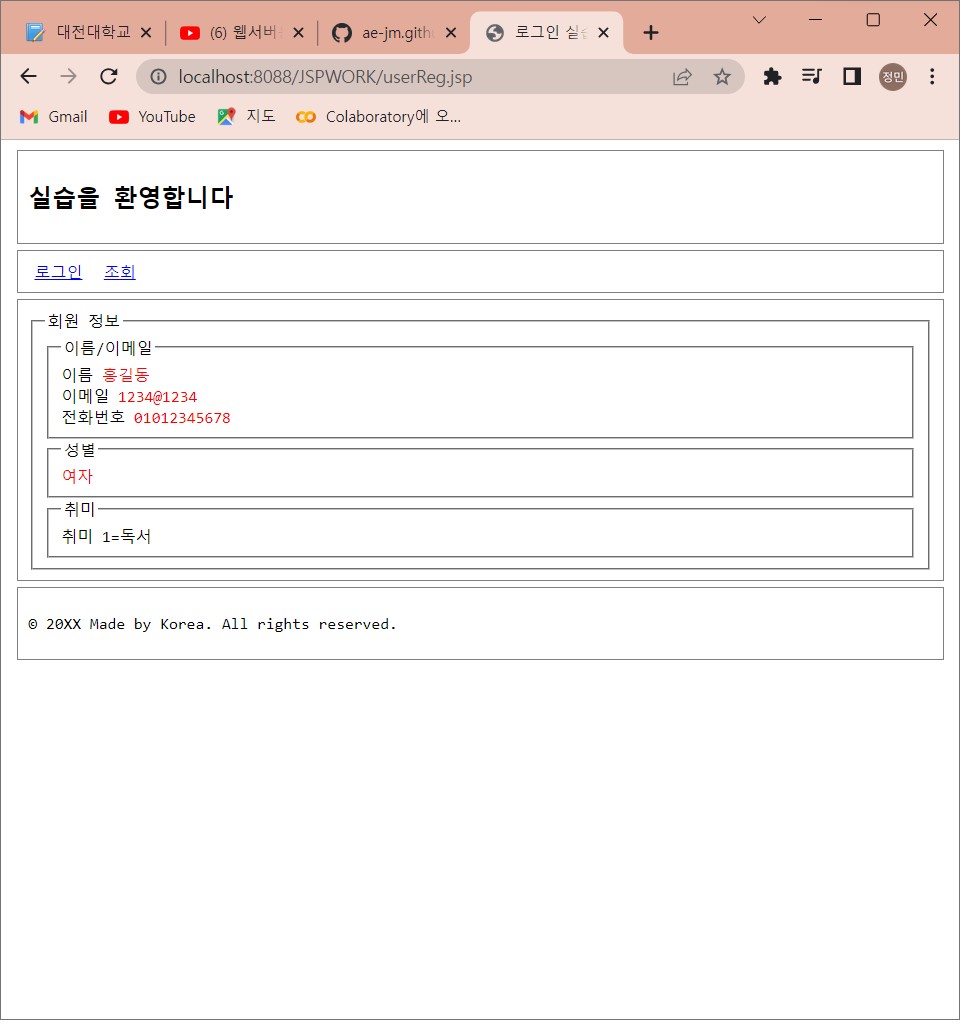 대전대학교
(6) 웹서버
ae-jm.gith
로그인 실습
localhost:8088/JSPWORK/userReg.jsp
정민
Gmail YouTube 지도 Colaboratory에 오...
실습을 환영합니다
로그인 조회
회원 정보
이름/이메일
이름 홍길동
이메일 1234@1234
전화번호 01012345678
성별
여자
취미
취미 1=독서
© 20XX Made by Korea. All rights reserved.